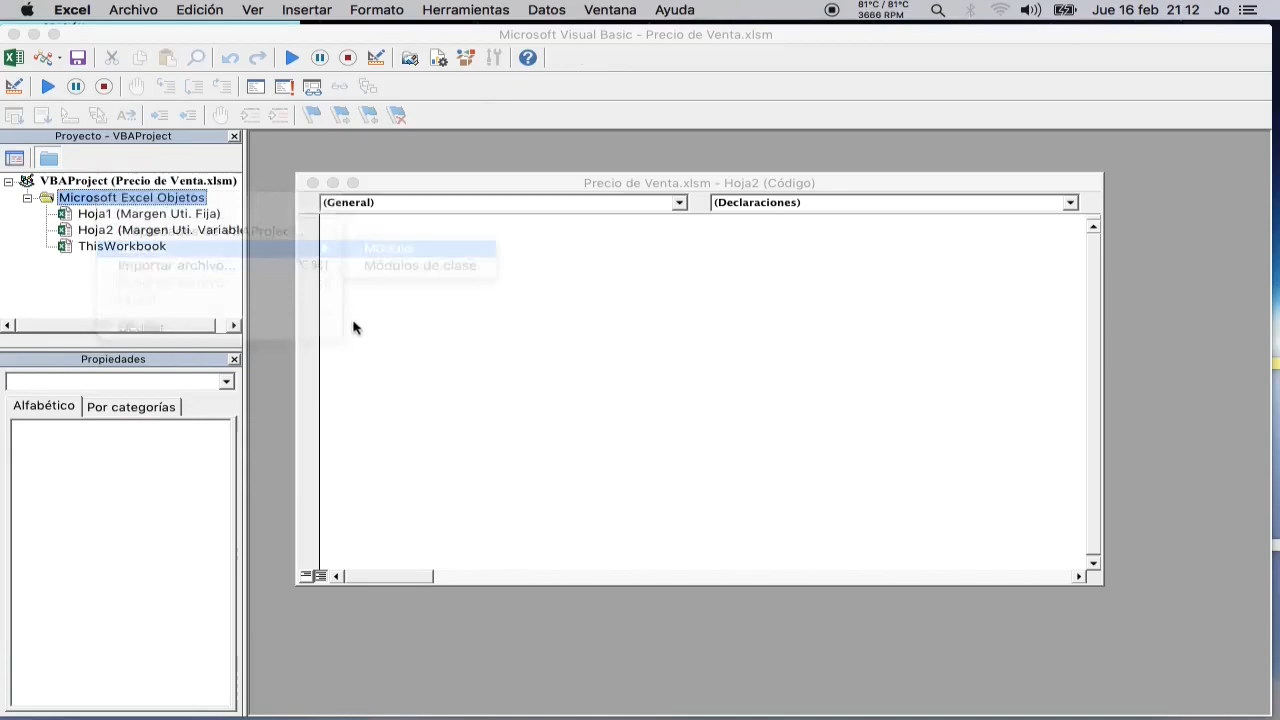 Excel Archivo Edición Ver Insertar Formato Herramientas Datos Ventana Ayuda 81°C / 81°C Jue 16 feb 21 12 Jo
3666 RPM
Microsoft Visual Basic - Precio de Venta.xlsm
Proyecto - VBAProject
VBAProject (Precio de Venta.xlsm)
Microsoft Excel Objetos
Hoja1 (Margen Uti. Fija)
Hoja2 (Margen Uti. Variable
ThisWorkbook
Importar archivo...
Módulo
Módulos de clase
Precio de Venta.xlsm - Hoja2 (Código)
(General) (Declaraciones)
Propiedades
Alfabético Por categorías